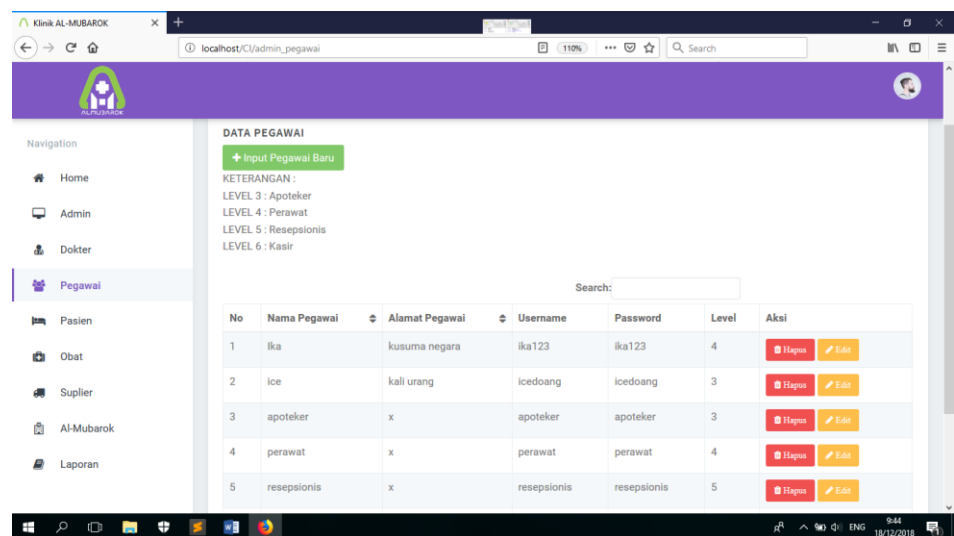 Klinik AL-MUBAROK
localhost/CI/admin_pegawai
110%
Search
ALMUBAROK
Navigation
Home
Admin
Dokter
Pegawai
Pasien
Obat
Suplier
Al-Mubarok
Laporan
DATA PEGAWAI
Input Pegawai Baru
KETERANGAN :
LEVEL 3 : Apoteker
LEVEL 4 : Perawat
LEVEL 5 : Resepsionis
LEVEL 6 : Kasir
Search:
No Nama Pegawai Alamat Pegawai Username Password Level Aksi
1 Ika kusuma negara ika123 ika123 4 Hapus Edit
2 ice kali urang icedoang icedoang 3 Hapus Edit
3 apoteker x apoteker apoteker 3 Hapus Edit
4 perawat x perawat perawat 4 Hapus Edit
5 resepsionis x resepsionis resepsionis 5 Hapus Edit
ENG
9:44
18/12/2018